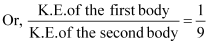 Or, K.E.of the first body / K.E.of the second body = 1/9